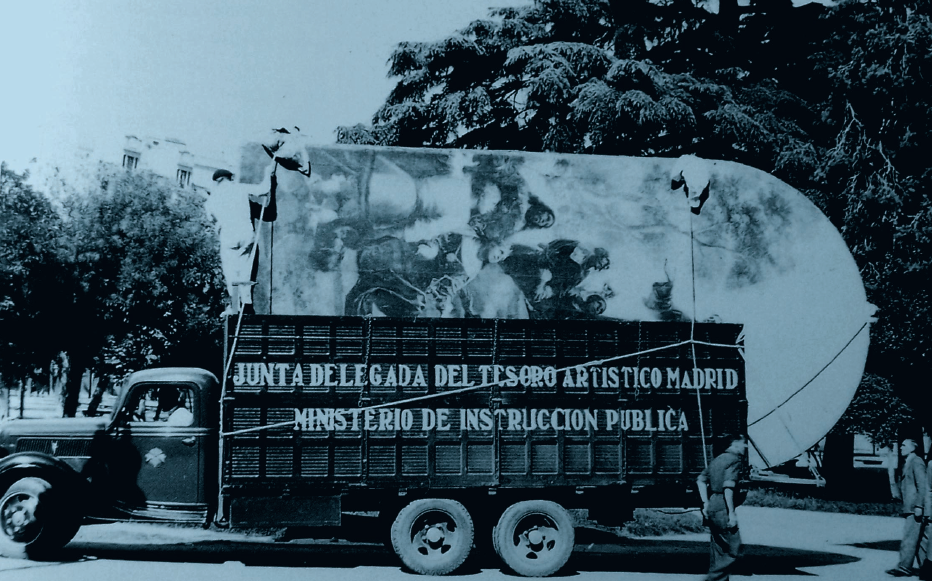 JUNTA DELEGADA DEL TESORO ARTISTICO MADRID
MINISTERIO DE INSTRUCCION PUBLICA